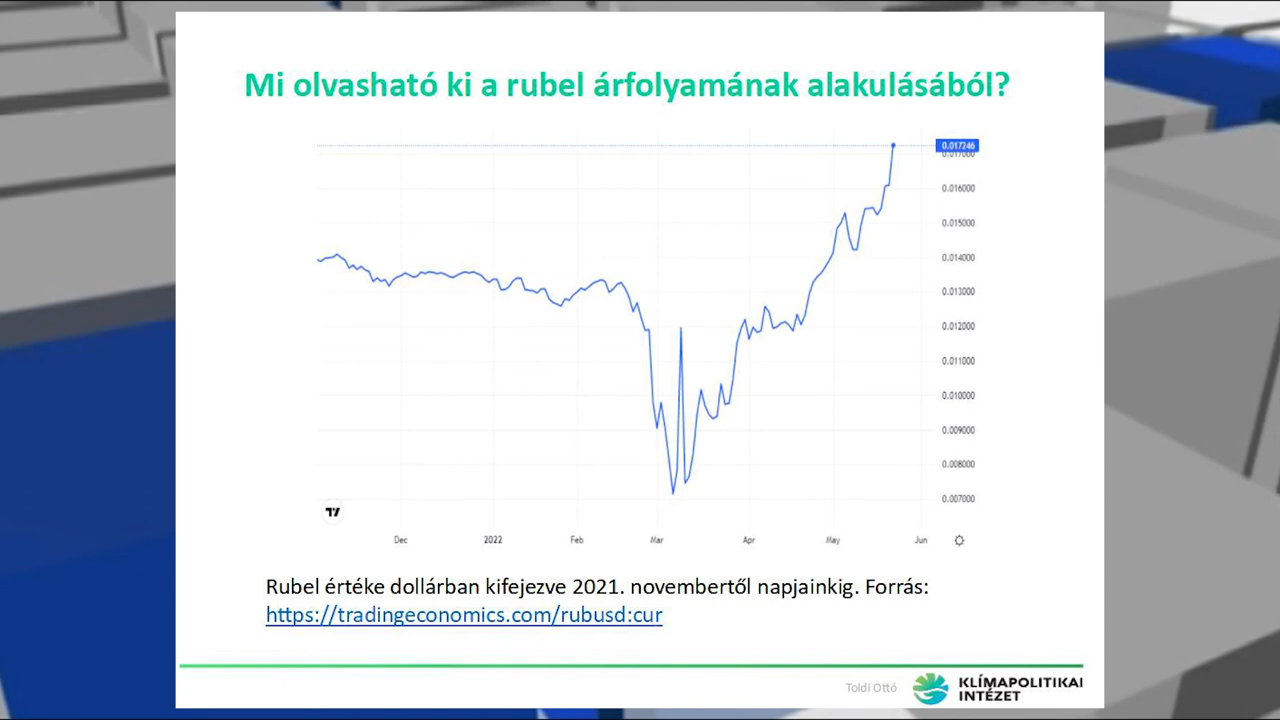 Mi olvasható ki a rubel árfolyamának alakulásából?
0.017246
0.017000
0.016000
0.015000
0.014000
0.013000
0.012000
0.011000
0.010000
0.009000
0.008000
0.007000
Dec 2022 Feb Mar Apr May Jun
Rubel értéke dollárban kifejezve 2021. novembertől napjainkig. Forrás:
https://tradingeconomics.com/rubusd:cur
Toldi Ottó
KLÍMAPOLITIKAI
INTÉZET